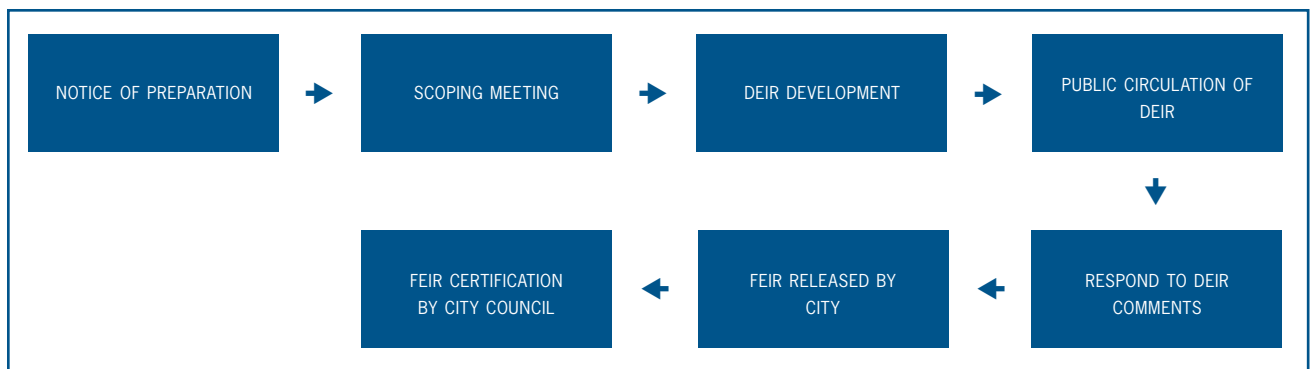 NOTICE OF PREPARATION
SCOPING MEETING
DEIR DEVELOPMENT
PUBLIC CIRCULATION OF
DEIR
RESPOND TO DEIR
COMMENTS
FEIR RELEASED BY
CITY
FEIR CERTIFICATION
BY CITY COUNCIL